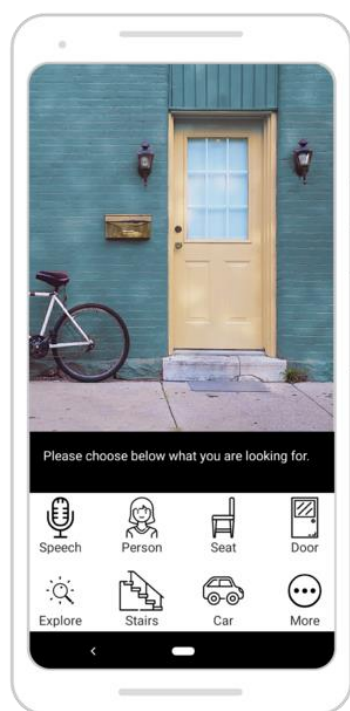 Please choose below what you are looking for.
Speech Person Seat Door
Explore Stairs Car More